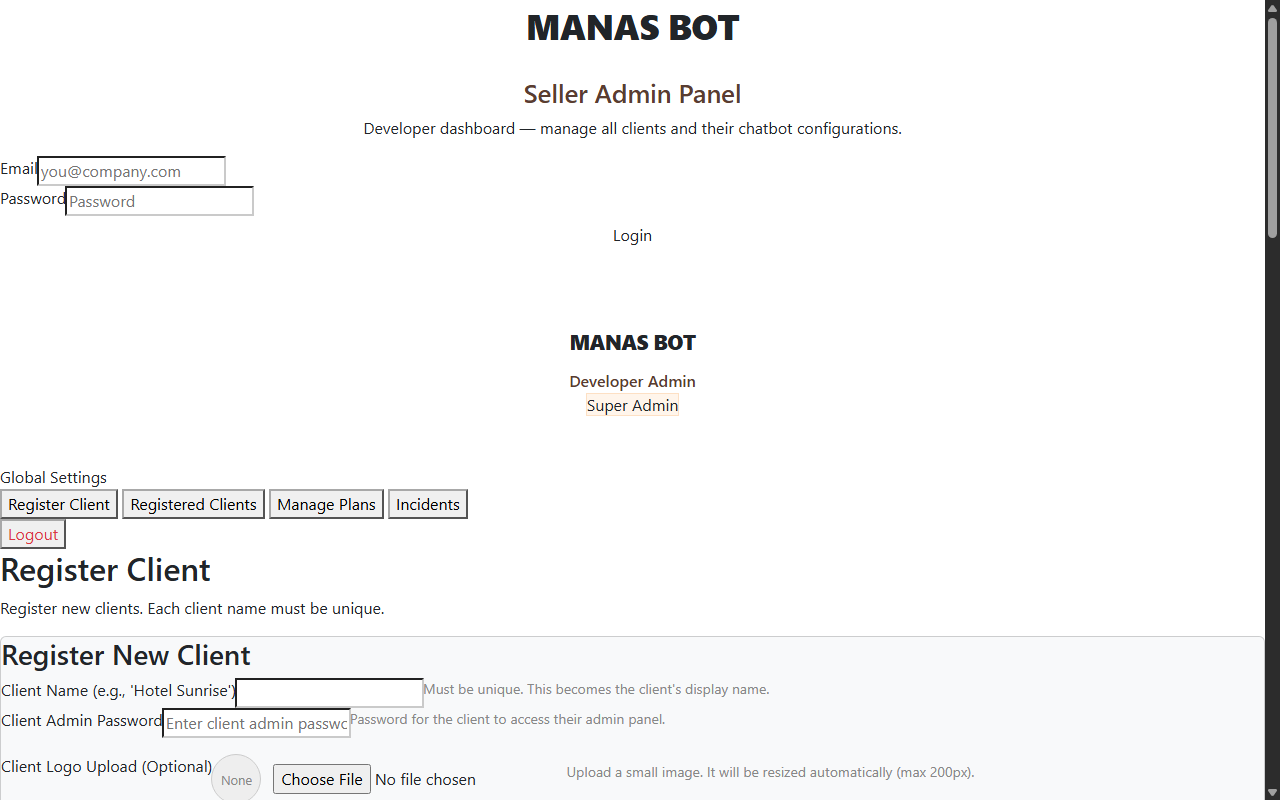 MANAS BOT
Seller Admin Panel
Developer dashboard — manage all clients and their chatbot configurations.
Email you@company.com
Password Password
Login
MANAS BOT
Developer Admin
Super Admin
Global Settings
Register Client Registered Clients Manage Plans Incidents
Logout
Register Client
Register new clients. Each client name must be unique.
Register New Client
Client Name (e.g., 'Hotel Sunrise') Must be unique. This becomes the client's display name.
Client Admin Password Enter client admin passwo Password for the client to access their admin panel.
Client Logo Upload (Optional) None Choose File No file chosen Upload a small image. It will be resized automatically (max 200px).